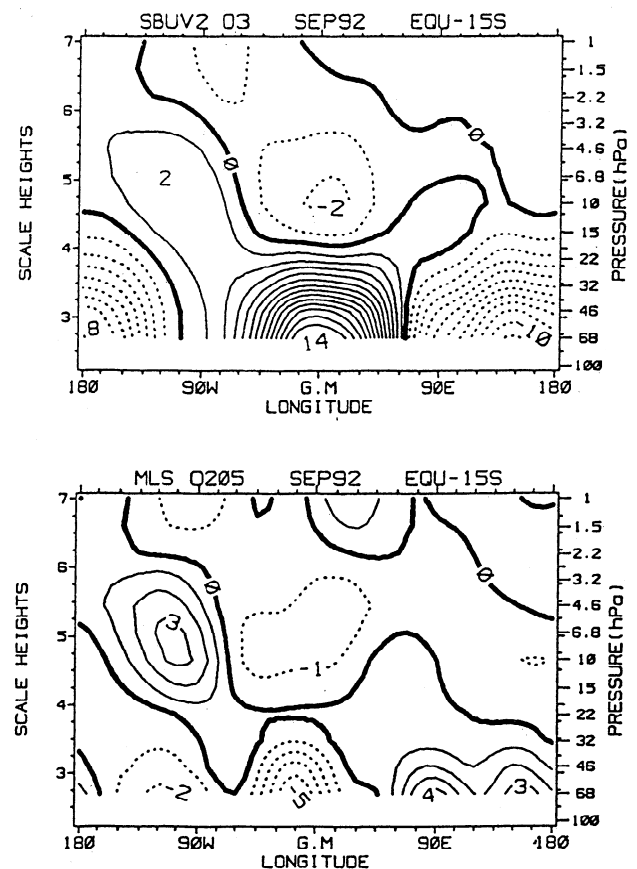 SBUV2 O3 SEP92 EQU-15S
7 1
1.5
6 2.2
3.2
Ø Ø 4.6
2 5 6.8
-2 10
15
4 22
32
3 46
8 14 10 68
100
180 90W G.M 90E 180
LONGITUDE
SCALE HEIGHTS
PRESSURE(hPa)
MLS O205 SEP92 EQU-15S
7 1
1.5
6 2.2
Ø Ø 3.2
4.6
3 5 6.8
-1 10
15
4 22
32
3 46
-2 -5 4 3 68
100
180 90W G.M 90E 180
LONGITUDE
SCALE HEIGHTS
PRESSURE(hPa)